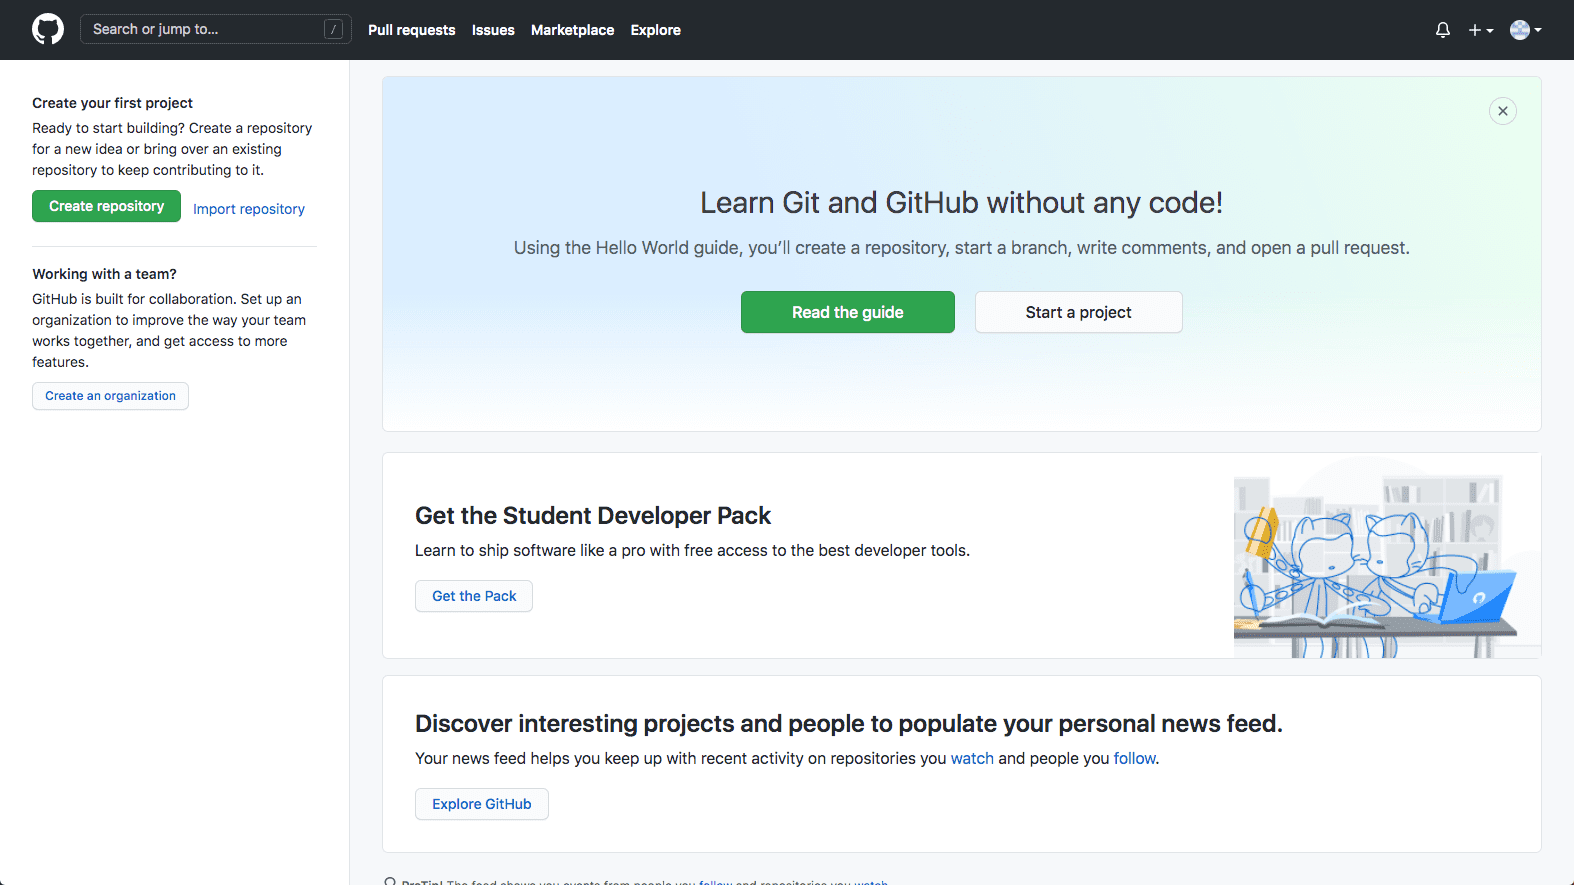 Search or jump to...
/
Pull requests
Issues
Marketplace
Explore
Create your first project
Ready to start building? Create a repository
for a new idea or bring over an existing
repository to keep contributing to it.
Create repository
Import repository
Working with a team?
GitHub is built for collaboration. Set up an
organization to improve the way your team
works together, and get access to more
features.
Create an organization
Learn Git and GitHub without any code!
Using the Hello World guide, you’ll create a repository, start a branch, write comments, and open a pull request.
Read the guide
Start a project
Get the Student Developer Pack
Learn to ship software like a pro with free access to the best developer tools.
Get the Pack
Discover interesting projects and people to populate your personal news feed.
Your news feed helps you keep up with recent activity on repositories you watch and people you follow.
Explore GitHub
ProTip! The feed shows you events from people you follow and repositories you watch.